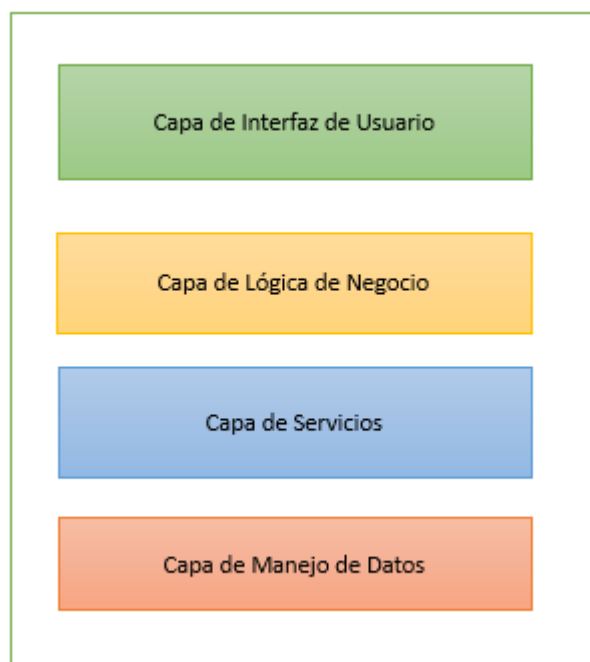 Capa de Interfaz de Usuario
Capa de Lógica de Negocio
Capa de Servicios
Capa de Manejo de Datos